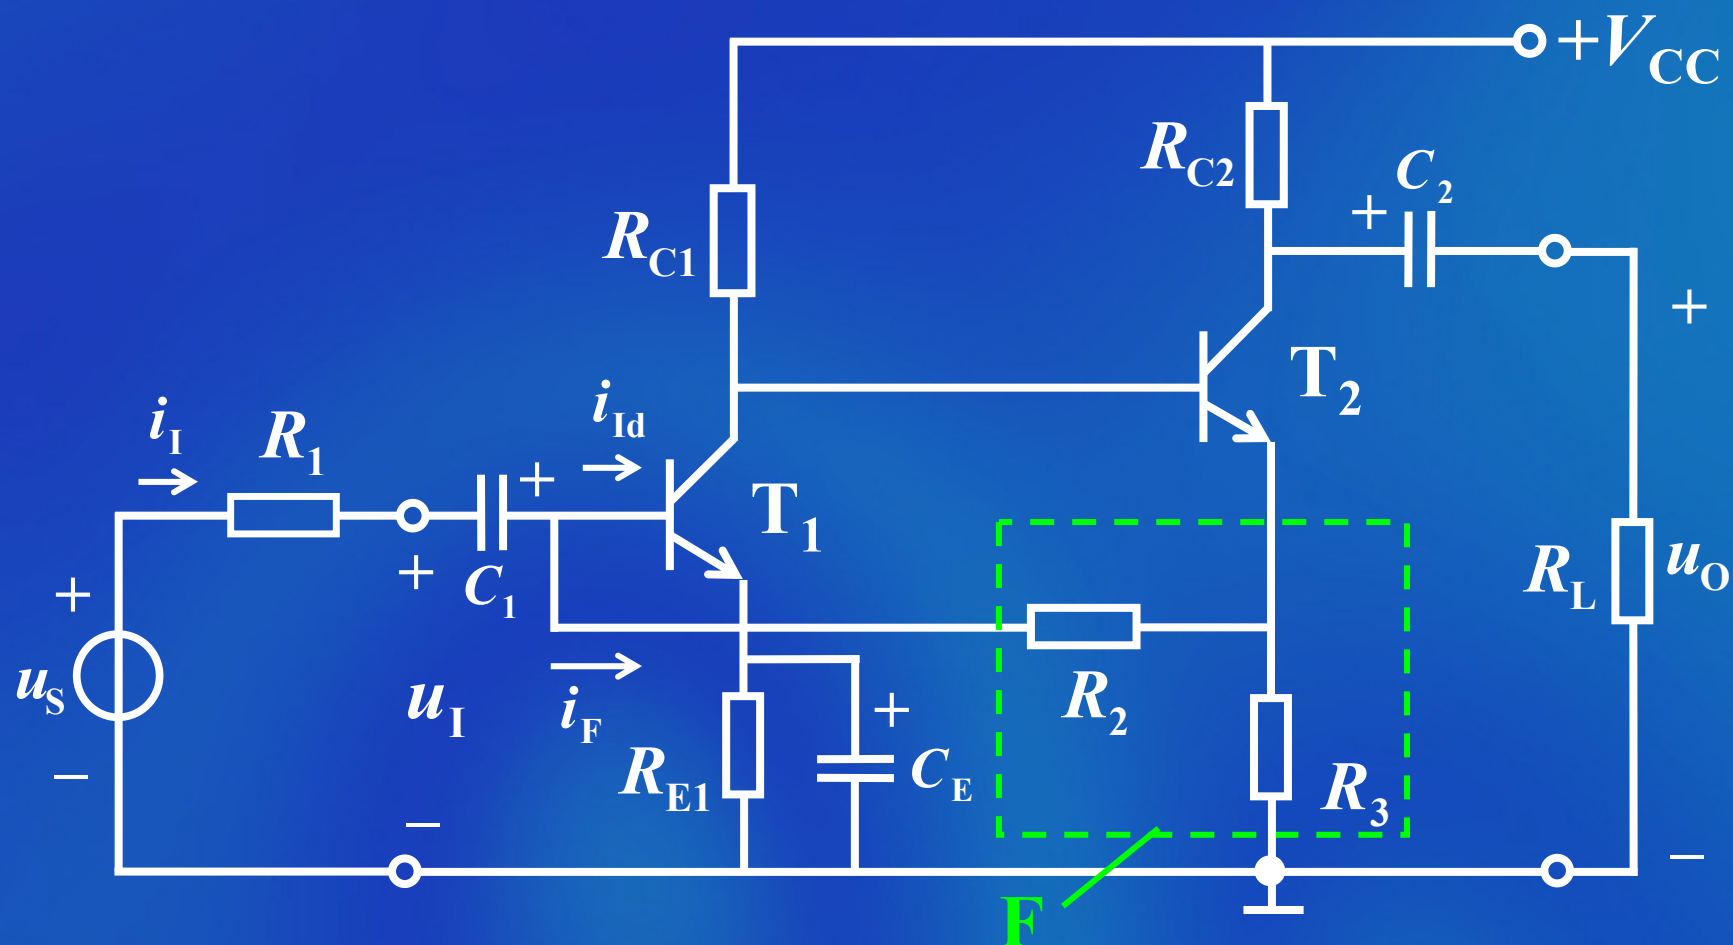 +VCC
RC2
C2
+
RC1
+
T2
iI
R1
iId
+
T1
+
C1
+
RL
uO
uS
uI
iF
R2
+
RE1
CE
R3
−
−
−
F